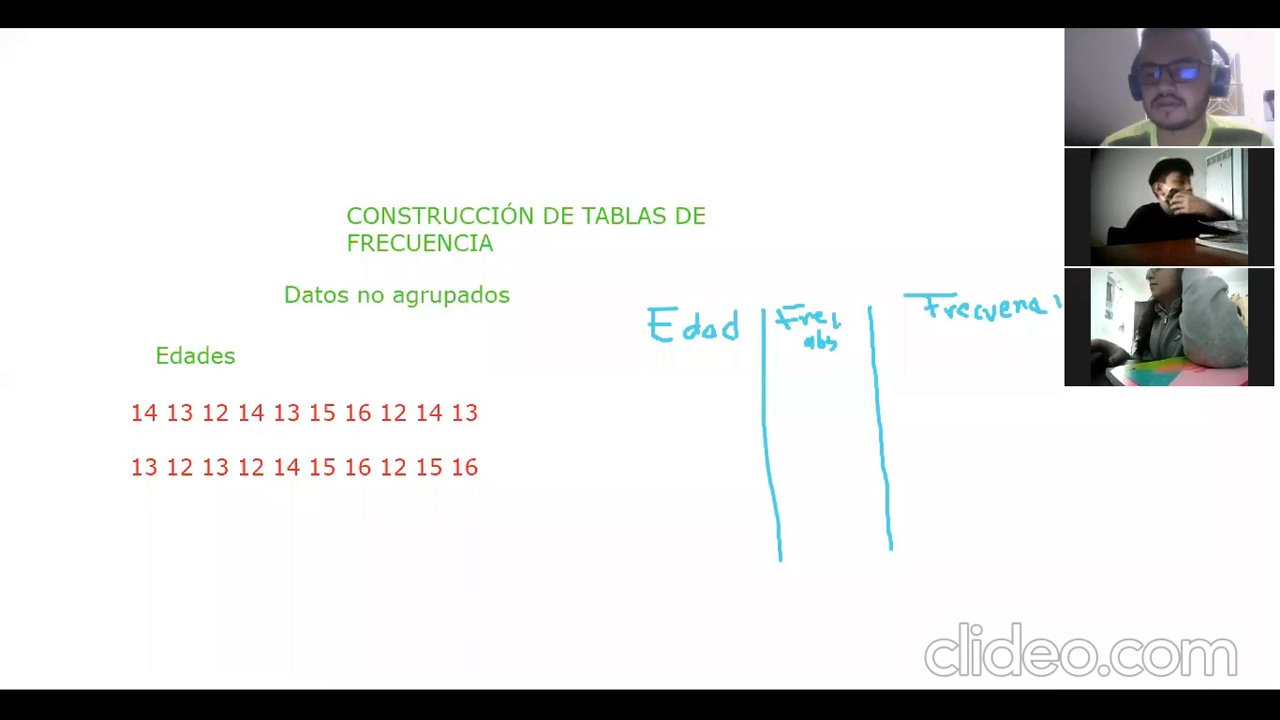 CONSTRUCCIÓN DE TABLAS DE
FRECUENCIA
Datos no agrupados
Edades
14 13 12 14 13 15 16 12 14 13
13 12 13 12 14 15 16 12 15 16
Edad
abs
clideo.com